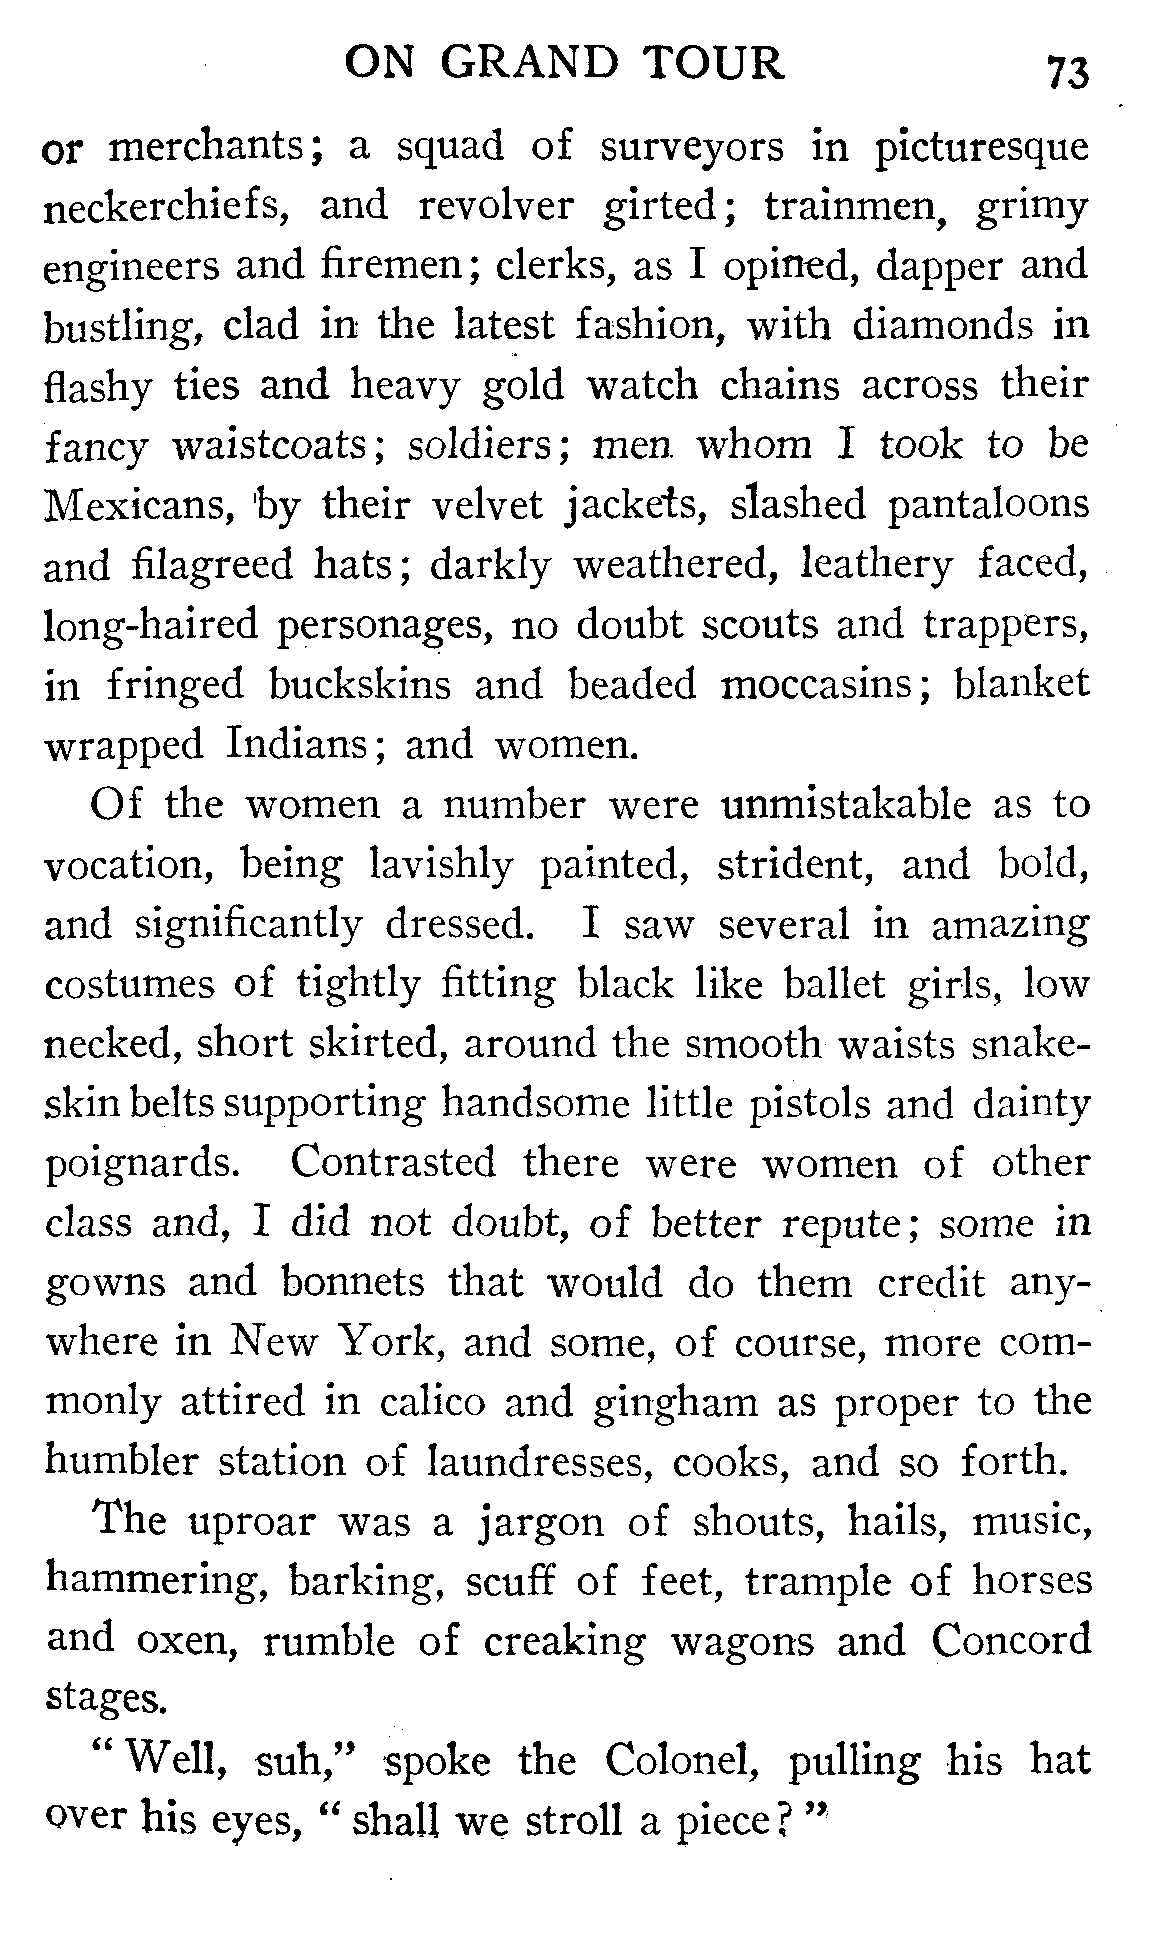 ON GRAND TOUR 73
or merchants; a squad of surveyors in picturesque
neckerchiefs, and revolver girted; trainmen, grimy
engineers and firemen; clerks, as I opined, dapper and
bustling, clad in the latest fashion, with diamonds in
flashy ties and heavy gold watch chains across their
fancy waistcoats; soldiers; men whom I took to be
Mexicans, by their velvet jackets, slashed pantaloons
and filagreed hats; darkly weathered, leathery faced,
long-haired personages, no doubt scouts and trappers,
in fringed buckskins and beaded moccasins; blanket
wrapped Indians; and women.
Of the women a number were unmistakable as to
vocation, being lavishly painted, strident, and bold,
and significantly dressed. I saw several in amazing
costumes of tightly fitting black like ballet girls, low
necked, short skirted, around the smooth waists snake-
skin belts supporting handsome little pistols and dainty
poignards. Contrasted there were women of other
class and, I did not doubt, of better repute; some in
gowns and bonnets that would do them credit any-
where in New York, and some, of course, more com-
monly attired in calico and gingham as proper to the
humbler station of laundresses, cooks, and so forth.
The uproar was a jargon of shouts, hails, music,
hammering, barking, scuff of feet, trample of horses
and oxen, rumble of creaking wagons and Concord
stages.
"Well, suh," spoke the Colonel, pulling his hat
over his eyes, "shall we stroll a piece?"